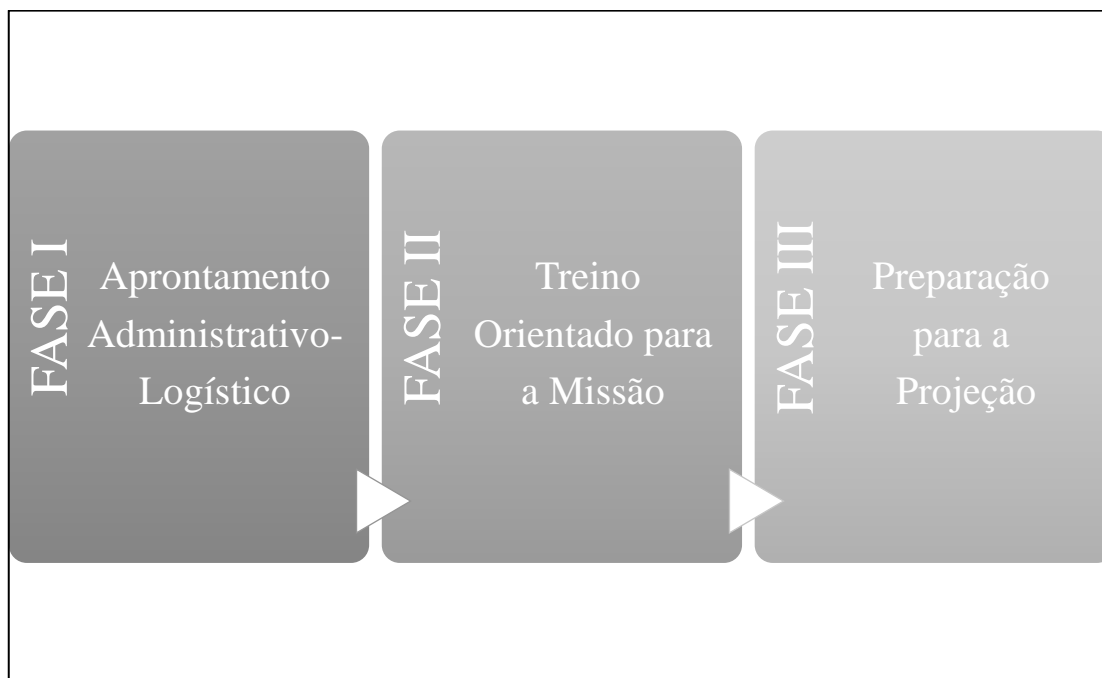 FASE I
Aprontamento
Administrativo-
Logístico
FASE II
Treino
Orientado para
a Missão
FASE III
Preparação
para a
Projeção